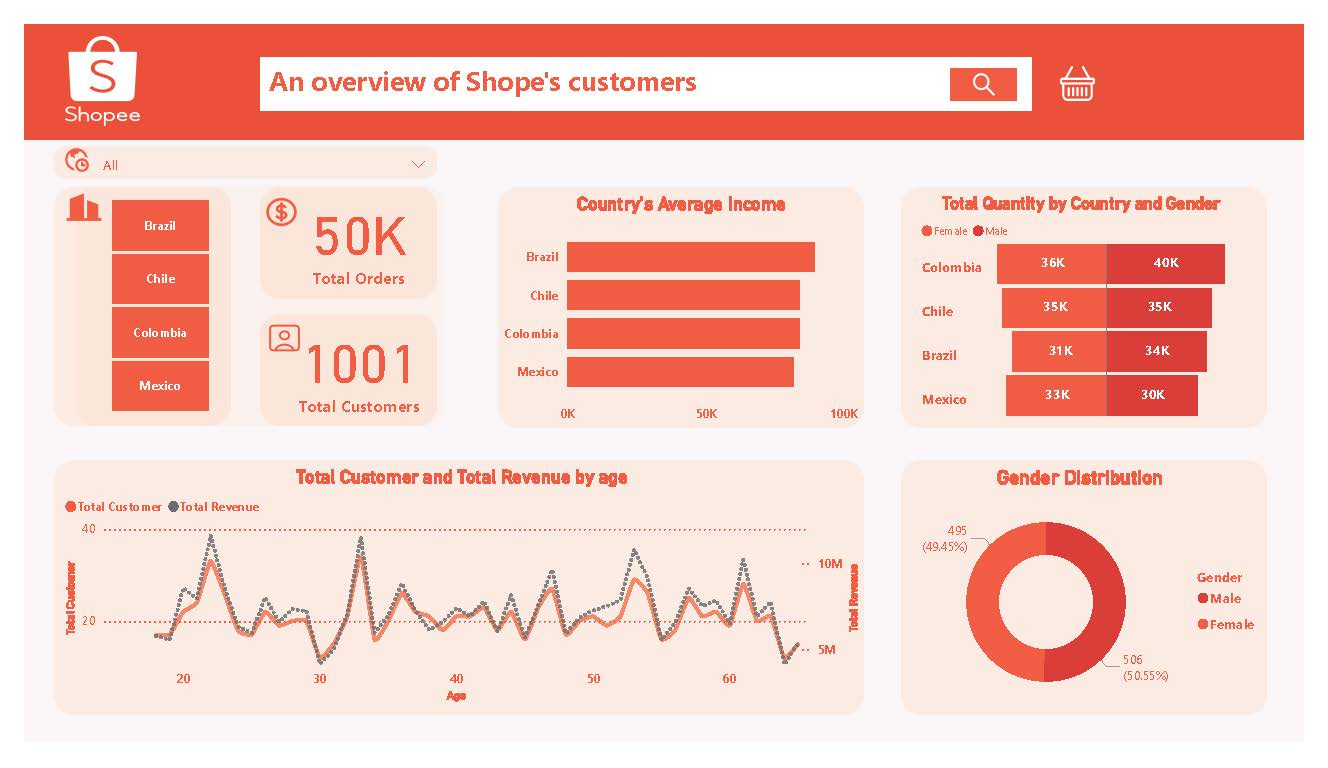 S
Shopee
An overview of Shope's customers
All
Brazil
Chile
Colombia
Mexico
50K
Total Orders
1001
Total Customers
Country's Average Income
Brazil
Chile
Colombia
Mexico
0K 50K 100K
Total Quantity by Country and Gender
Female Male
Colombia 36K 40K
Chile 35K 35K
Brazil 31K 34K
Mexico 33K 30K
Total Customer and Total Revenue by age
Total Customer Total Revenue
40
20
Total Customer
10M
5M
Total Revenue
20 30 40 50 60
Age
Gender Distribution
495
(49.45%)
Gender
Male
Female
506
(50.55%)